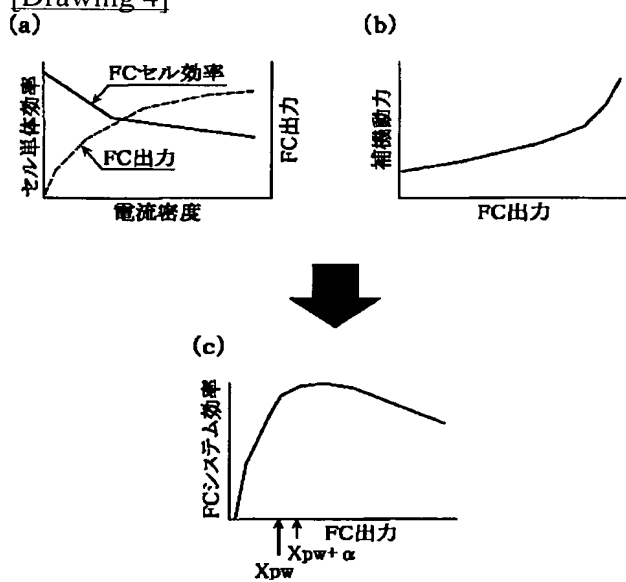 [Drawing 4]
(a)
(b)
FCセル効率
FC出力
セル単体効率
FC出力
電流密度
補機動力
FC出力
(c)
FCシステム効率
FC出力
Xpw+α
Xpw